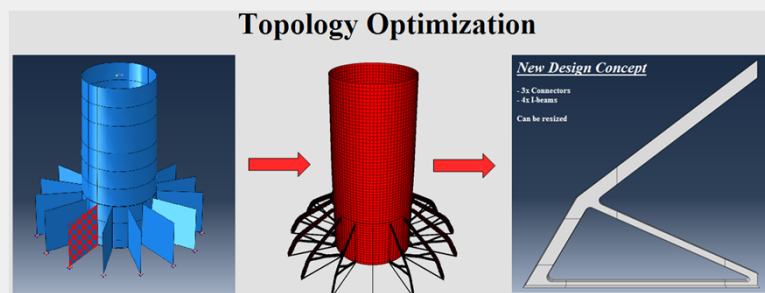 Topology Optimization
New Design Concept
- 3x Connectors
- 4x I-beams
Can be resized